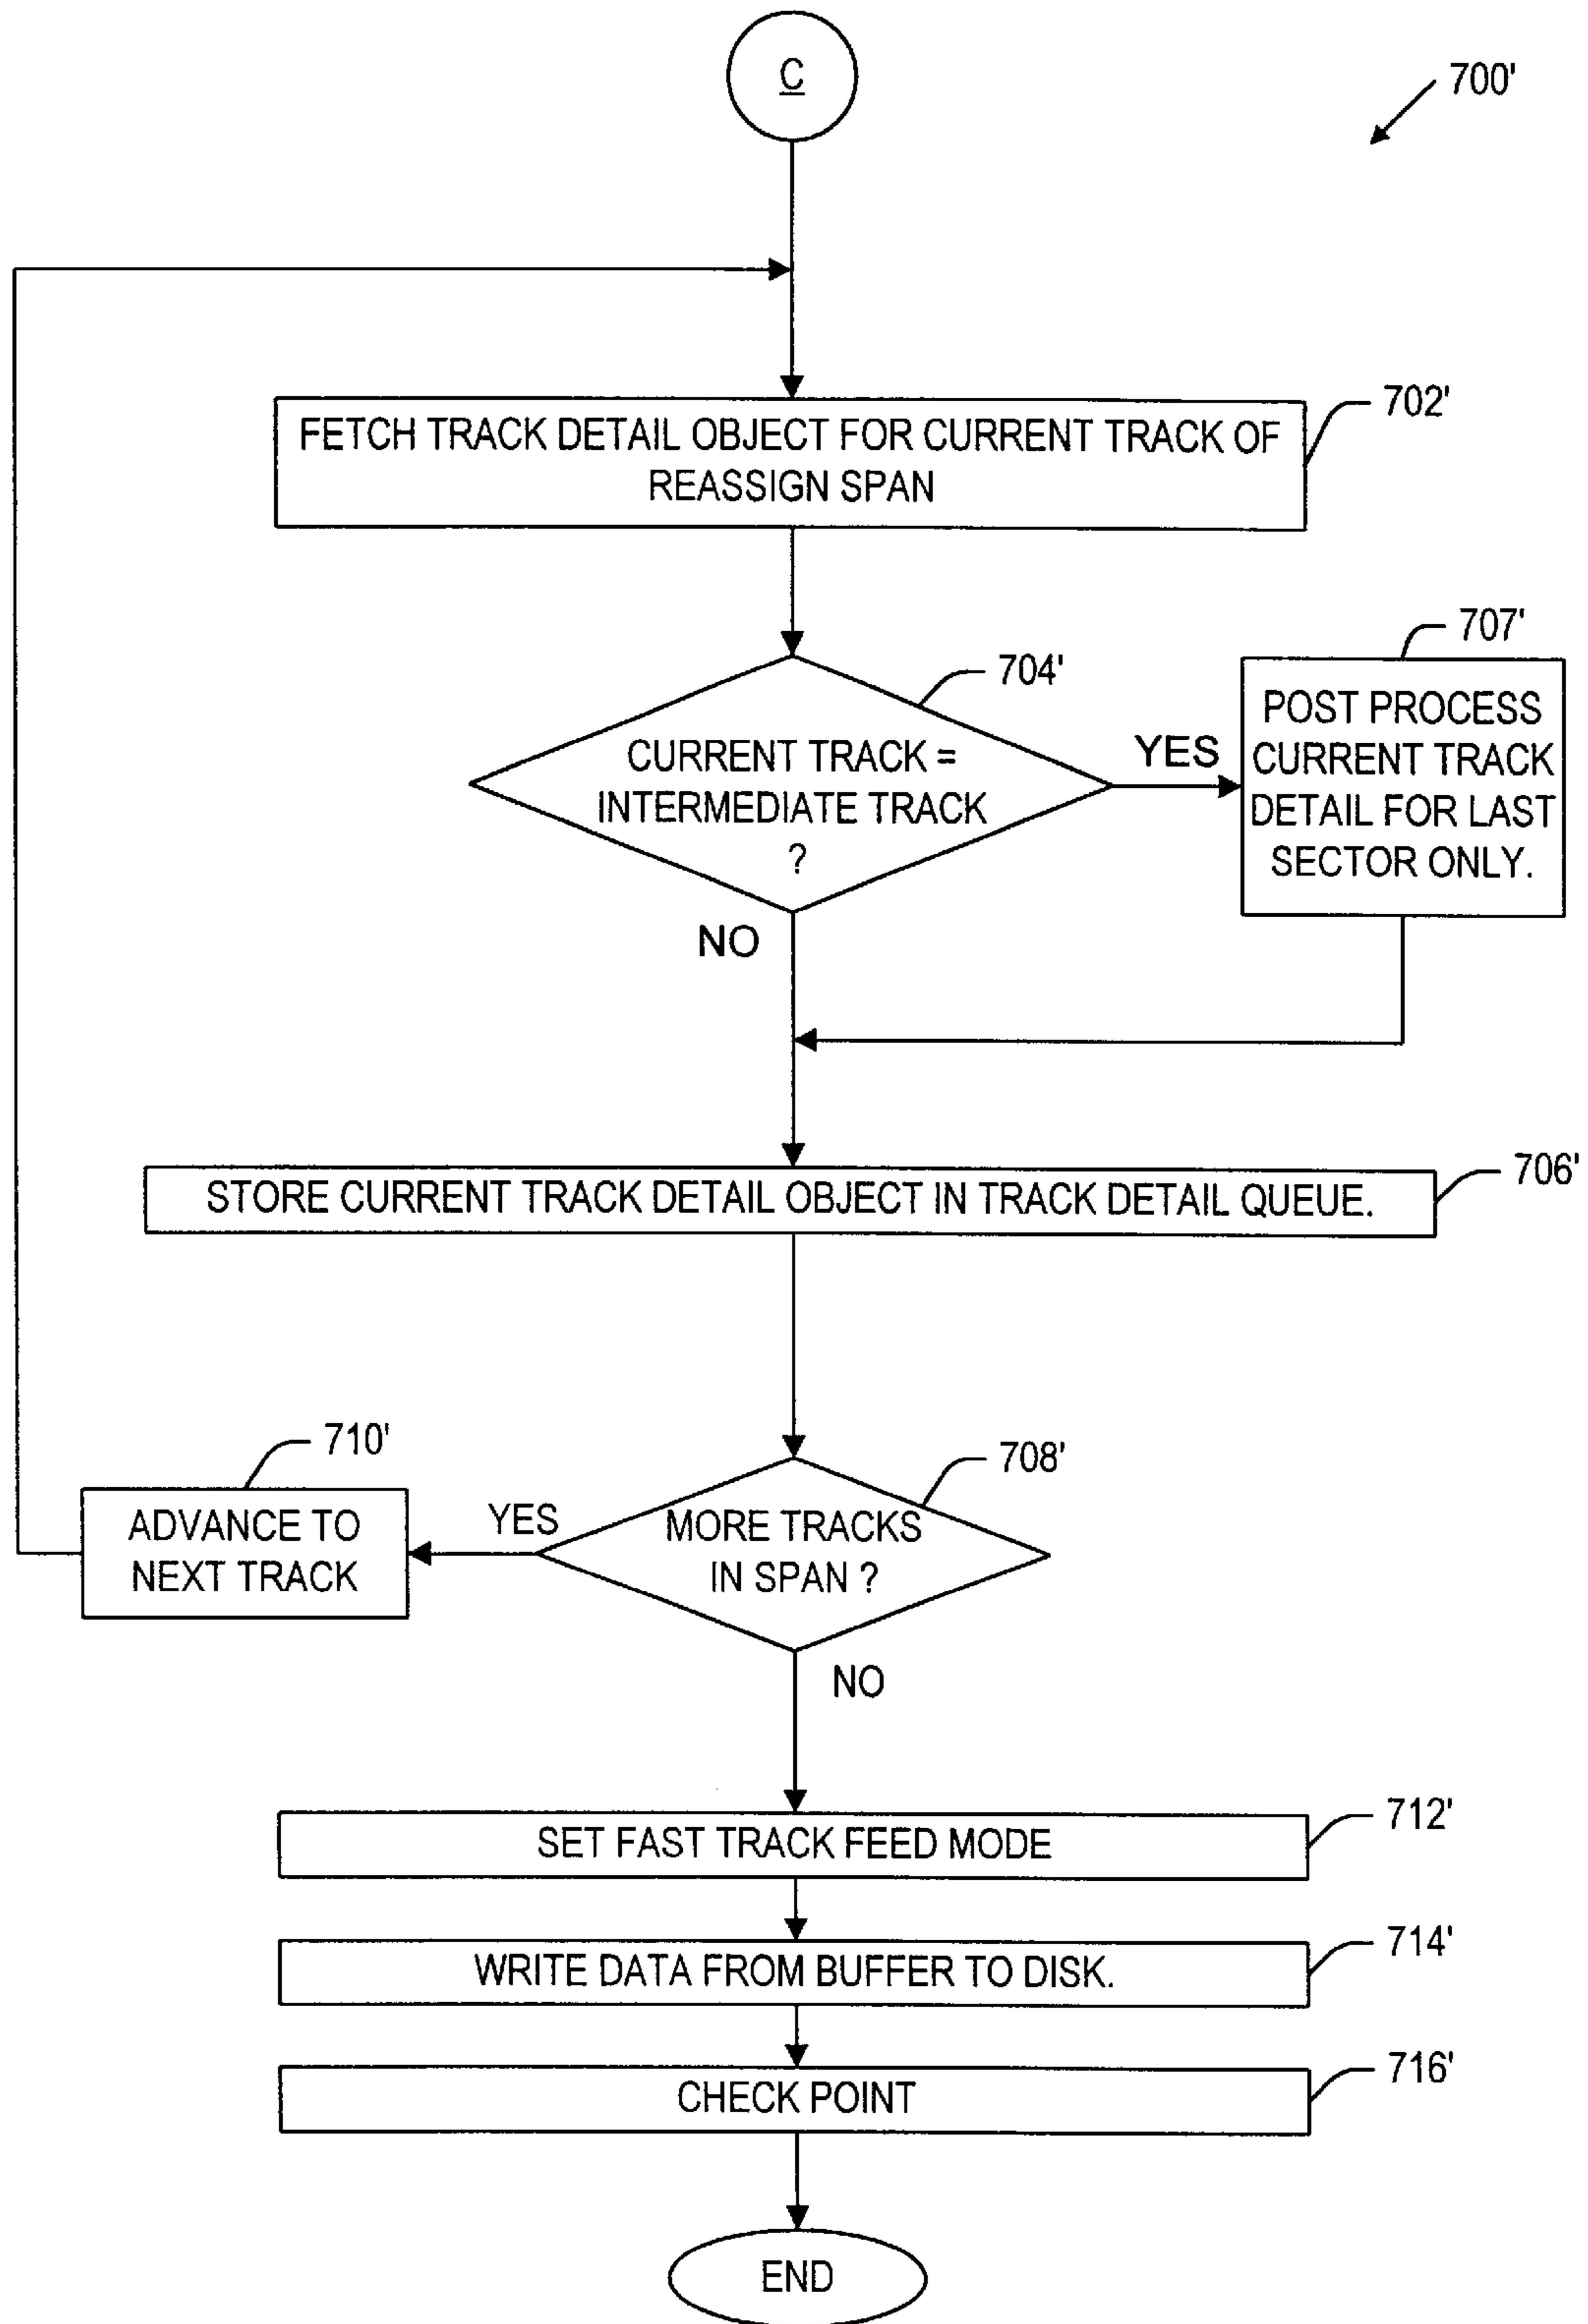 C
700'
FETCH TRACK DETAIL OBJECT FOR CURRENT TRACK OF
REASSIGN SPAN
702'
704'
CURRENT TRACK =
INTERMEDIATE TRACK
?
YES
NO
707'
POST PROCESS
CURRENT TRACK
DETAIL FOR LAST
SECTOR ONLY.
STORE CURRENT TRACK DETAIL OBJECT IN TRACK DETAIL QUEUE.
706'
710'
ADVANCE TO
NEXT TRACK
YES
708'
MORE TRACKS
IN SPAN ?
NO
SET FAST TRACK FEED MODE
712'
WRITE DATA FROM BUFFER TO DISK.
714'
CHECK POINT
716'
END